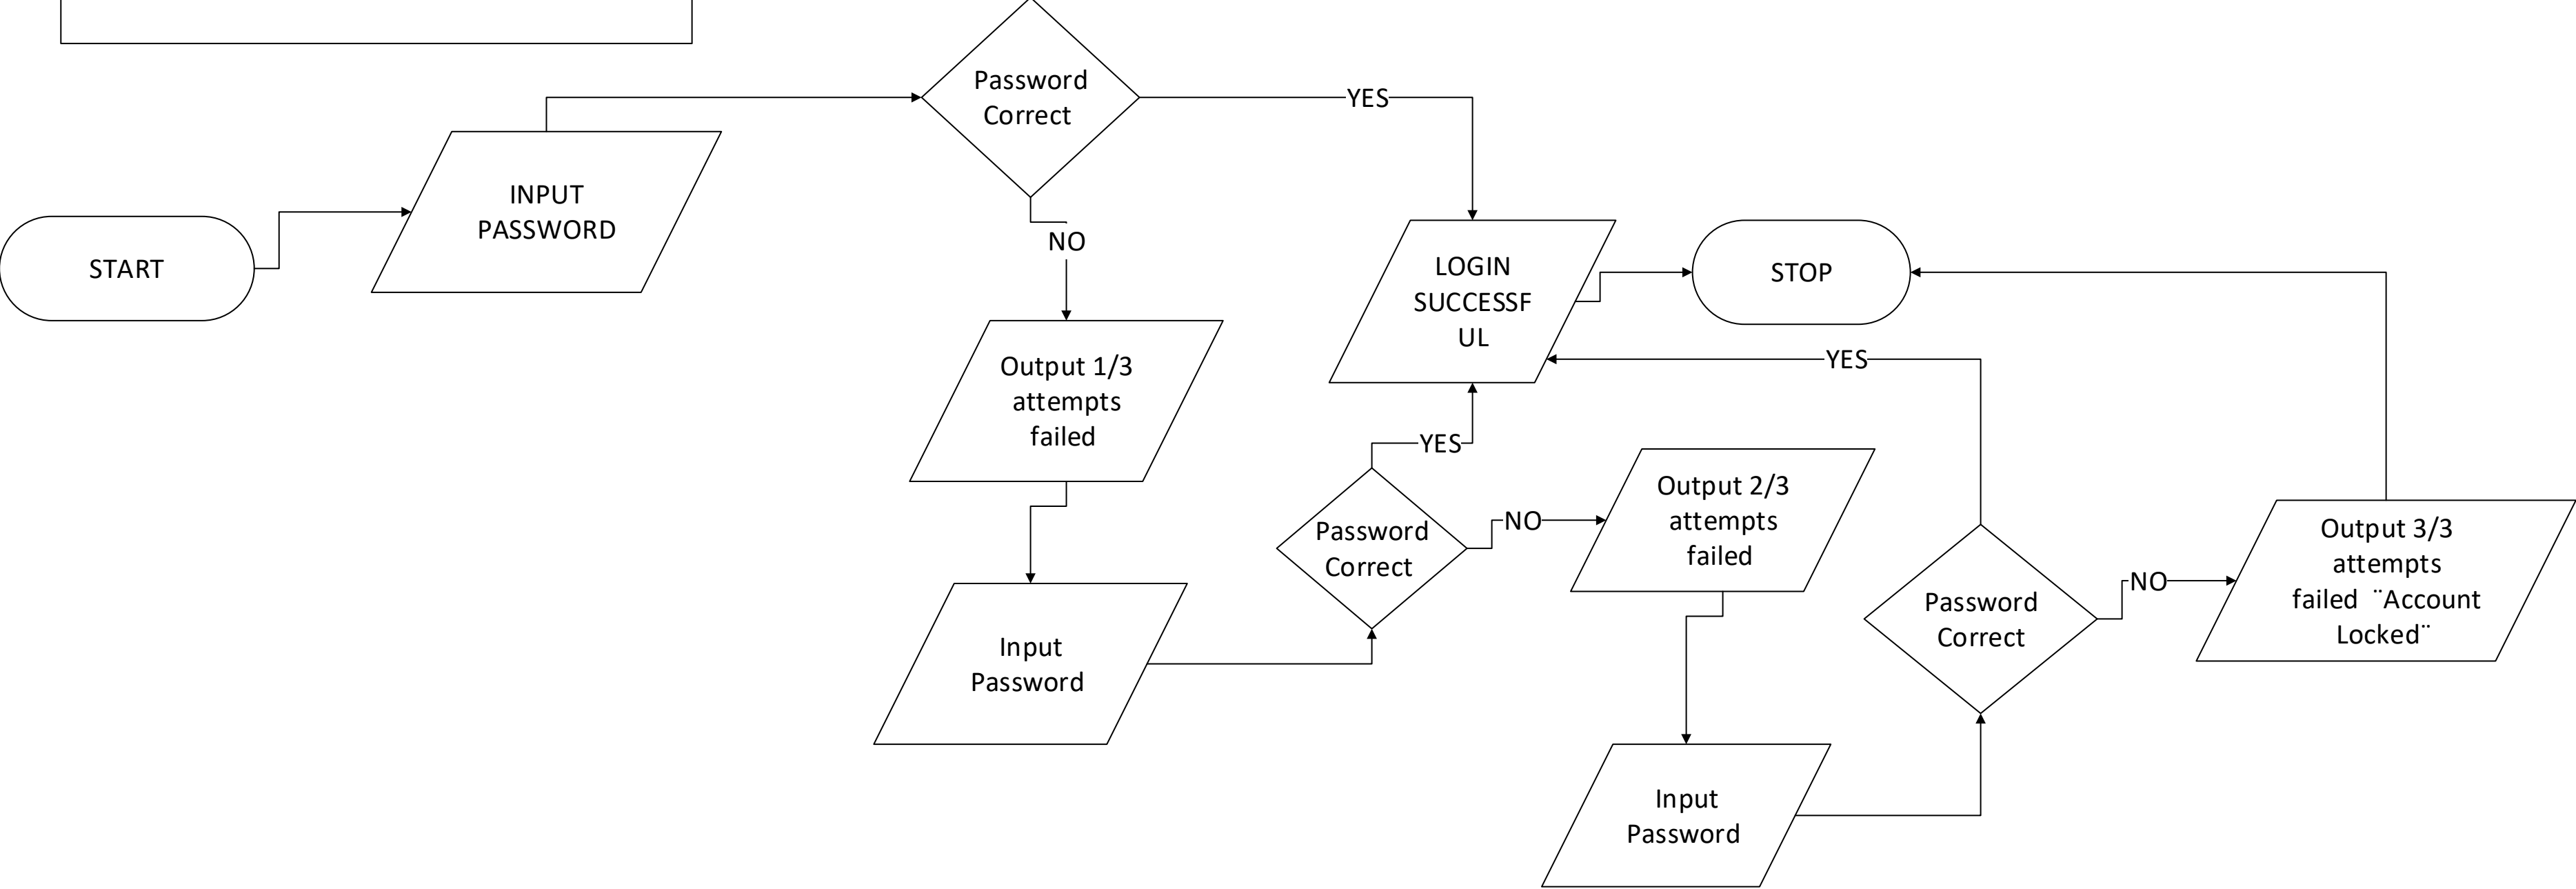 START
INPUT
PASSWORD
Password
Correct
YES
NO
Output 1/3
attempts
failed
Input
Password
LOGIN
SUCCESSF
UL
STOP
YES
Password
Correct
YES
NO
Output 2/3
attempts
failed
Input
Password
Password
Correct
NO
Output 3/3
attempts
failed ¨Account
Locked¨